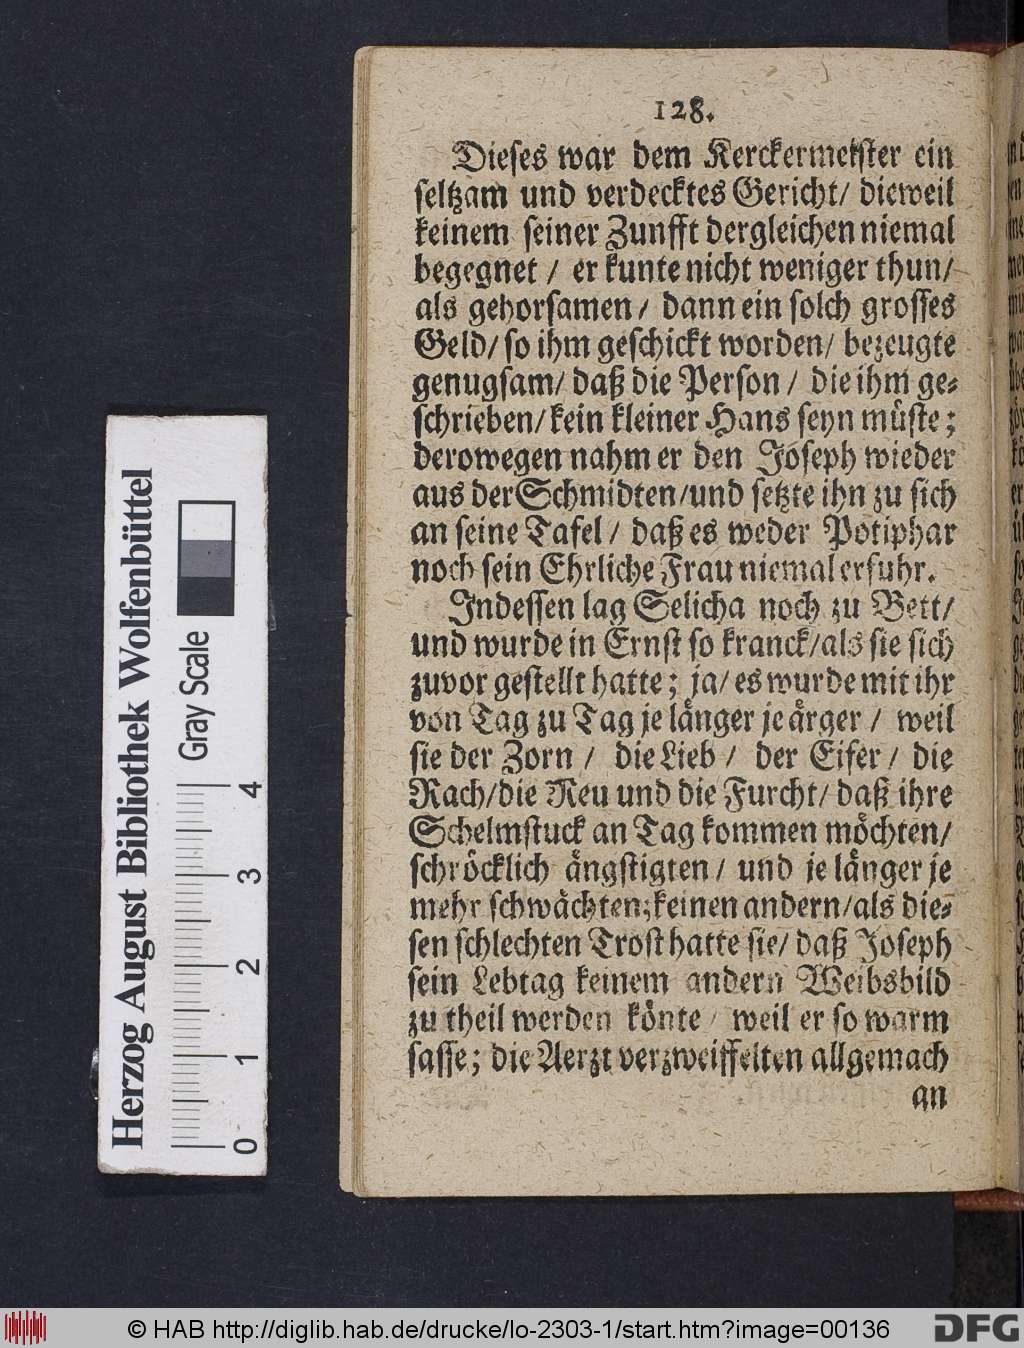 128.
Dieses war dem Kerckermeister ein
seltzam und verdecktes Gericht/ dieweil
keinem seiner Zunfft dergleichen niemal
begegnet / er kunte nicht weniger thun/
als gehorsamen/ dann ein solch grosses
Geld/ so ihm geschickt worden/ bezeugte
genugsam/ daß die Person / die ihm ge-
schrieben/ kein kleiner Hans seyn müste;
derowegen nahm er den Joseph wieder
aus der Schmidten/und setzte ihn zu sich
an seine Tafel / daß es weder Potiphar
noch sein Ehrliche Frau niemal erfuhr.
Indessen lag Selicha noch zu Bett/
und wurde in Ernst so kranck/als sie sich
zuvor gestellt hatte; ja/ es wurde mit ihr
von Tag zu Tag je länger je ärger / weil
sie der Zorn / die Lieb / der Eifer / die
Rach/die Reu und die Furcht/ daß ihre
Schelmstuck an Tag kommen möchten/
schröcklich ängstigten / und je länger je
mehr schwächten; keinen andern/als die-
sen schlechten Trost hatte sie/ daß Joseph
sein Lebtag keinem andern Weibsbild
zu theil werden könte / weil er so warm
sasse; die Aerzt verzweiffelten allgemach
an
Herzog August Bibliothek Wolfenbüttel
Gray Scale
0 1 2 3 4
© HAB http://diglib.hab.de/drucke/lo-2303-1/start.htm?image=00136
DFG